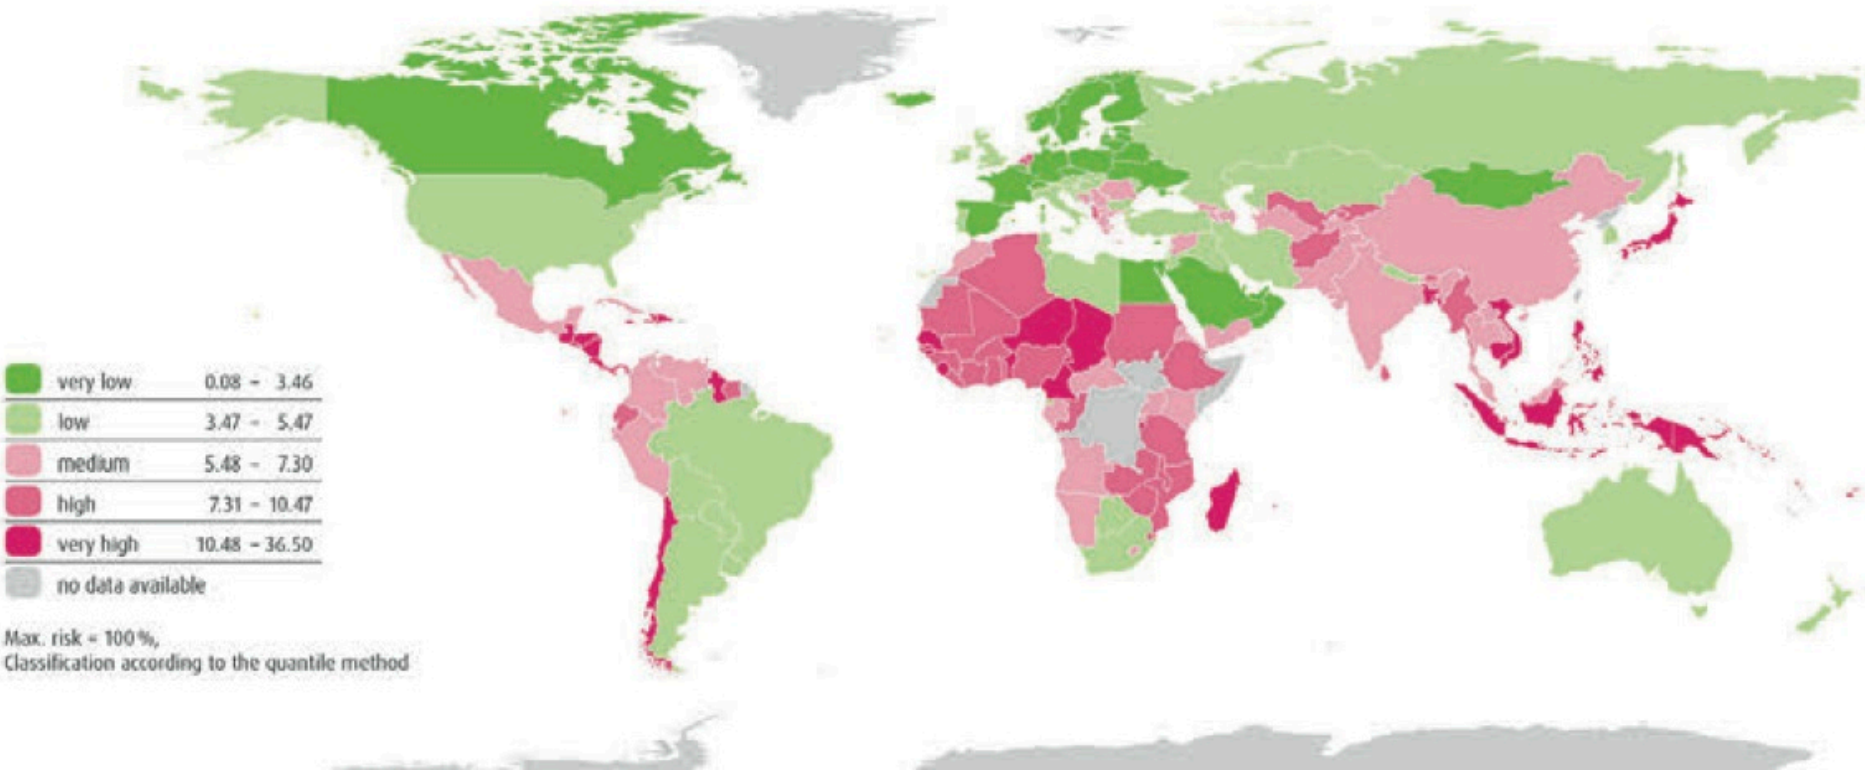 very low 0.08 – 3.46
low 3.47 – 5.47
medium 5.48 – 7.30
high 7.31 – 10.47
very high 10.48 – 36.50
no data available
Max. risk = 100 %,
Classification according to the quantile method